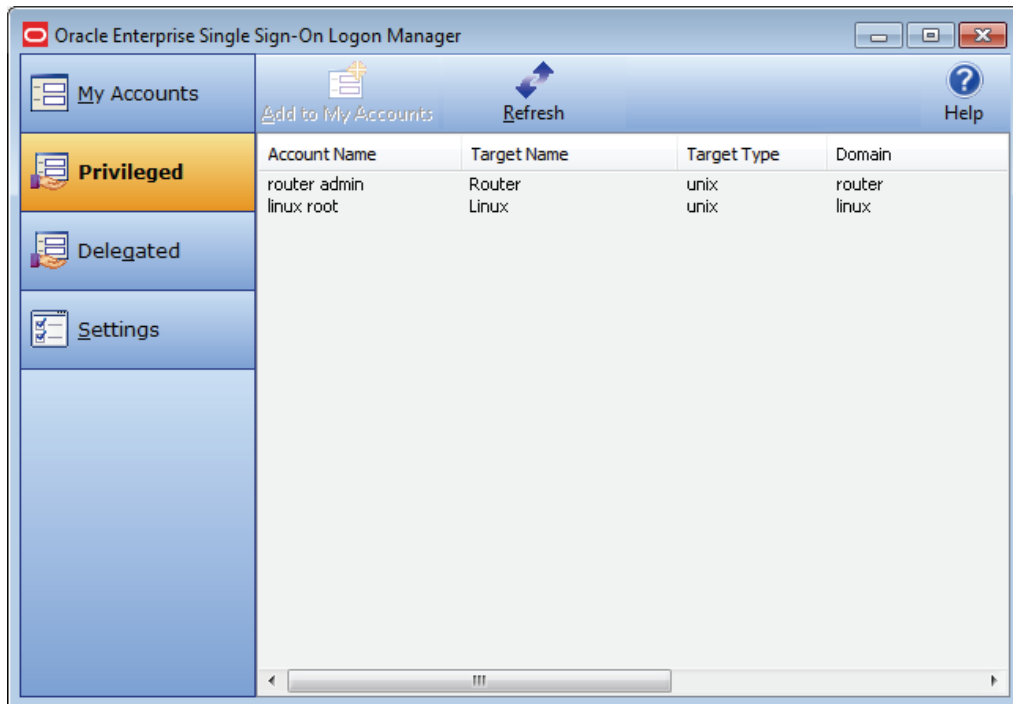 Oracle Enterprise Single Sign-On Logon Manager
My Accounts
Privileged
Delegated
Settings
Add to My Accounts
Refresh
Help
Account Name Target Name Target Type Domain
router admin Router unix router
linux root Linux unix linux